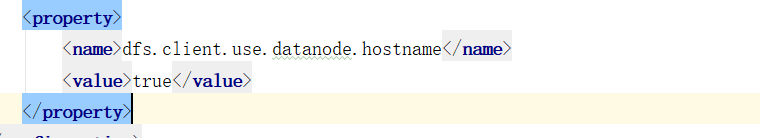 <property>
<name>dfs.client.use.datanode.hostname</name>
<value>true</value>
</property>